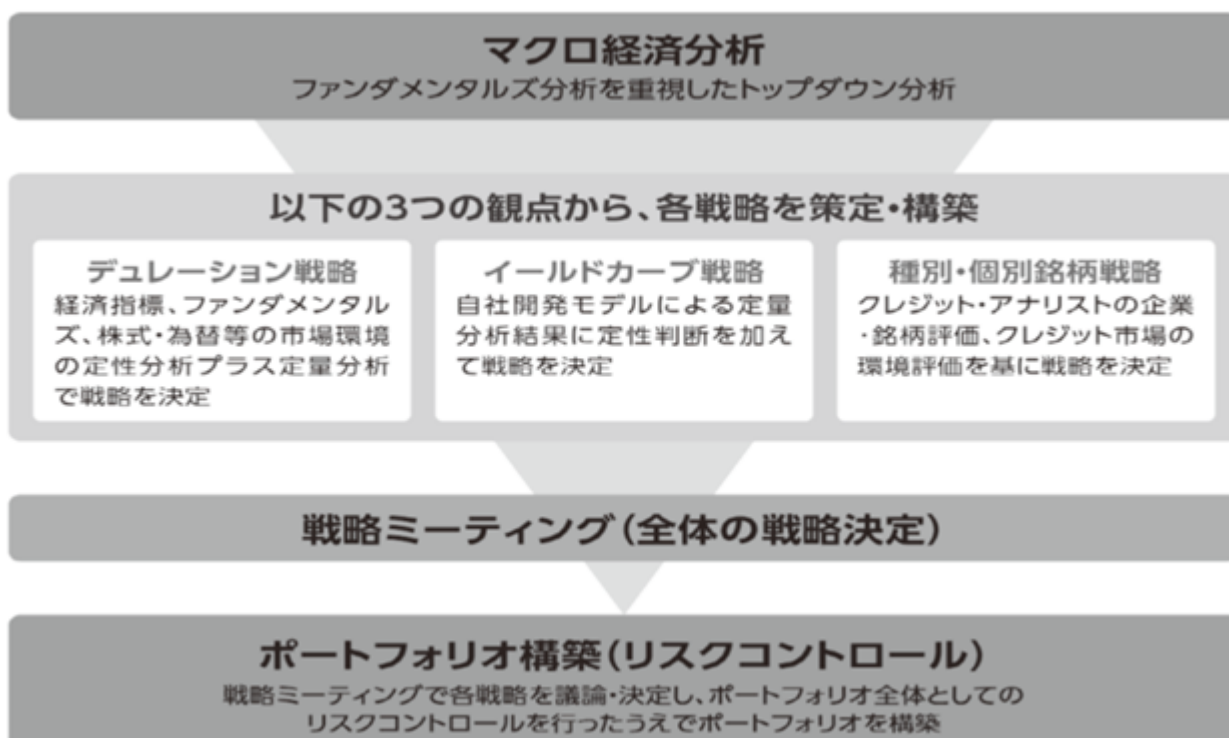 マクロ経済分析
ファンダメンタルズ分析を重視したトップダウン分析
以下の3つの観点から、各戦略を策定・構築
デュレーション戦略
経済指標、ファンダメンタル
ズ、株式・為替等の市場環境
の定性分析プラス定量分析
で戦略を決定
イールドカーブ戦略
自社開発モデルによる定量
分析結果に定性判断を加え
て戦略を決定
種別・個別銘柄戦略
クレジット・アナリストの企業
・銘柄評価、クレジット市場の
環境評価を基に戦略を決定
戦略ミーティング(全体の戦略決定)
ポートフォリオ構築(リスクコントロール)
戦略ミーティングで各戦略を議論・決定し、ポートフォリオ全体としての
リスクコントロールを行ったうえでポートフォリオを構築